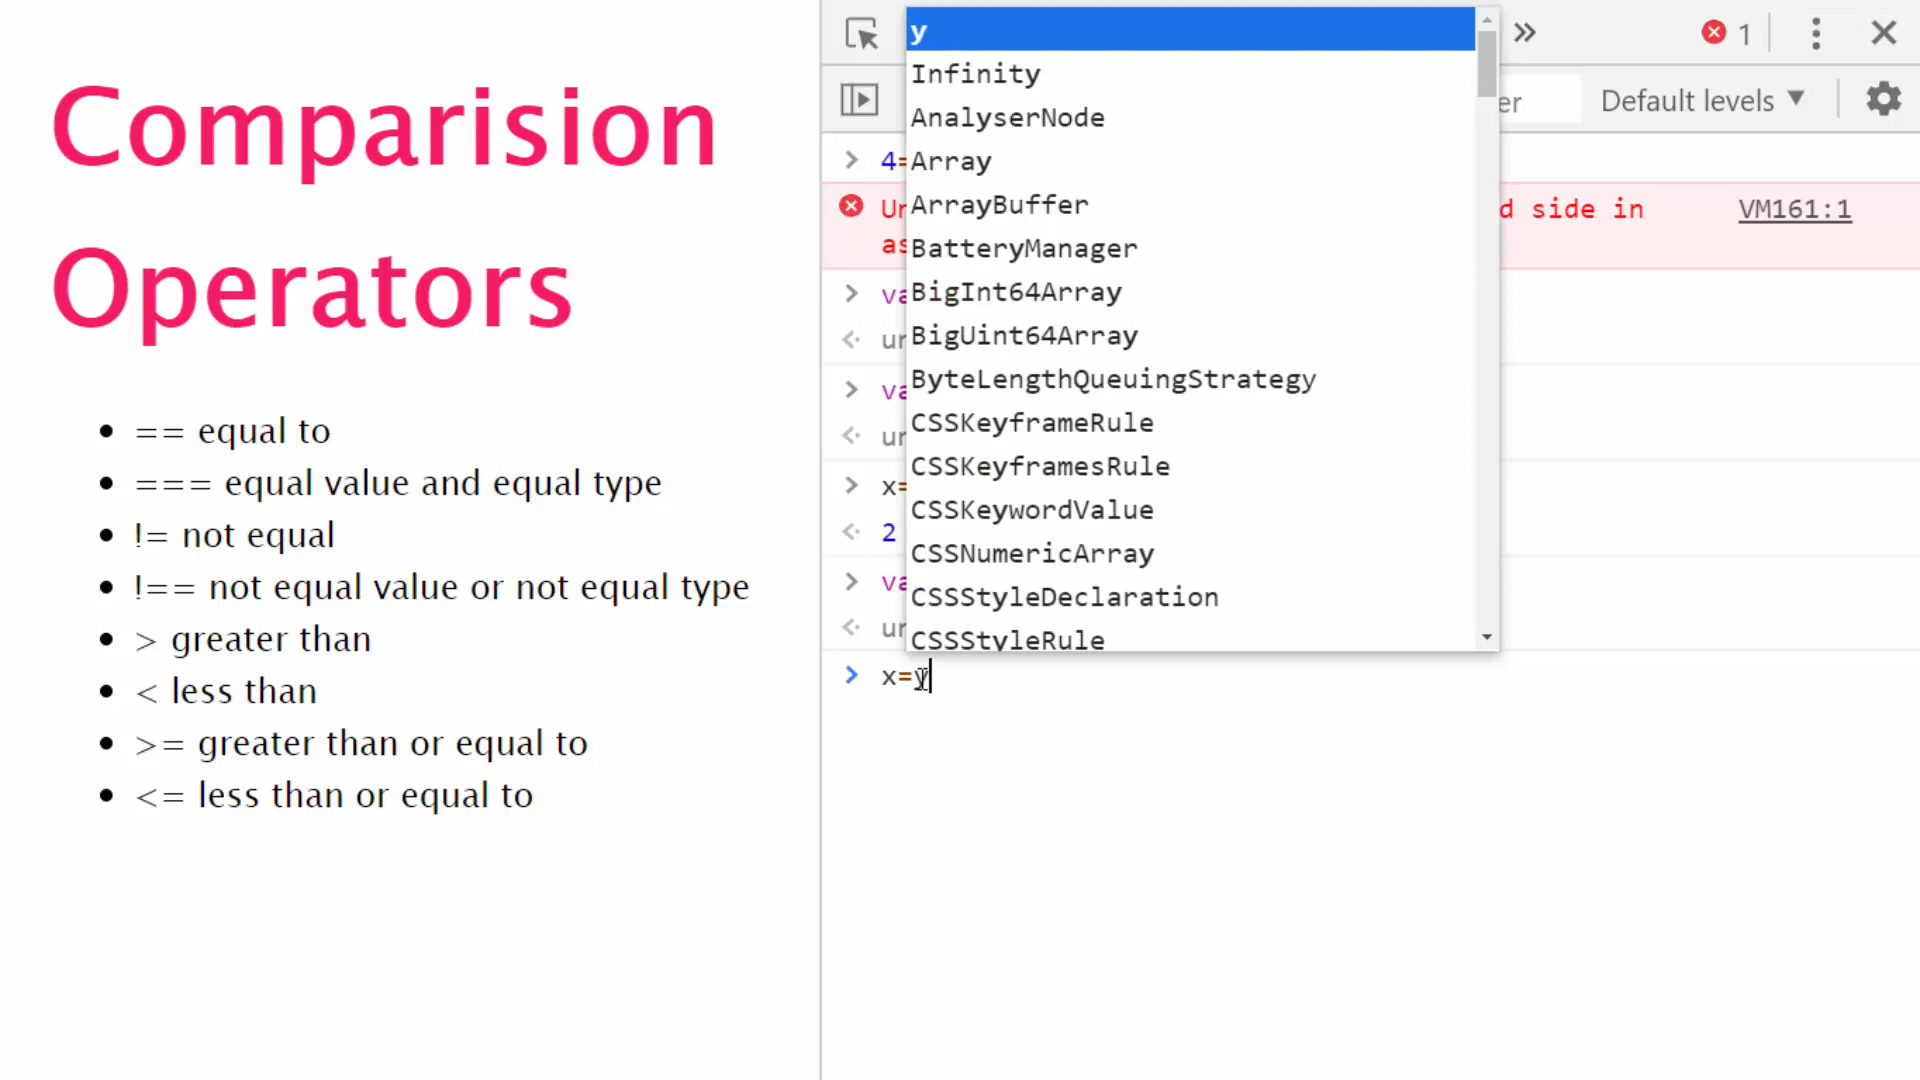 Comparision
Operators
== equal to
=== equal value and equal type
!= not equal
!== not equal value or not equal type
> greater than
< less than
>= greater than or equal to
<= less than or equal to
1
Default levels
y
Infinity
AnalyserNode
Array
ArrayBuffer
BatteryManager
BigInt64Array
BigUint64Array
ByteLengthQueuingStrategy
CSSKeyframeRule
CSSKeyframesRule
CSSKeywordValue
CSSNumericArray
CSSStyleDeclaration
CSSStyleRule
> 4=
side in VM161:1
> x=
2
> x=y